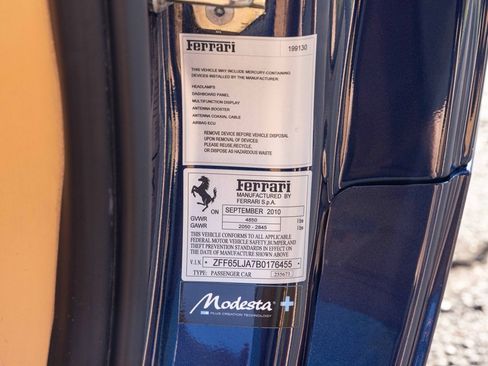 Ferrari 199130
THIS VEHICLE MAY INCLUDE MERCURY-CONTAINING
DEVICES INSTALLED BY THE MANUFACTURER:
HEADLAMPS
DASHBOARD PANEL
MULTIFUNCTION DISPLAY
ANTENNA BOOSTER
ANTENNA COAXIAL CABLE
AIRBAG ECU
REMOVE DEVICE BEFORE VEHICLE DISPOSAL
UPON REMOVAL OF DEVICES
PLEASE REUSE, RECYCLE,
OR DISPOSE AS HAZARDOUS WASTE
Ferrari
MANUFACTURED BY
FERRARI S.p.A.
ON SEPTEMBER 2010
GVWR 4850 lbs
GAWR 2050 - 2845 lbs
THIS VEHICLE CONFORMS TO ALL APPLICABLE
FEDERAL MOTOR VEHICLE SAFETY, BUMPER, AND
THEFT PREVENTION STANDARDS IN EFFECT ON
THE DATE OF MANUFACTURE SHOWN ABOVE
V.I.N. ZFF65LJA7B0176455
TYPE: PASSENGER CAR 235673
Modesta
PLUS CREATION TECHNOLOGY